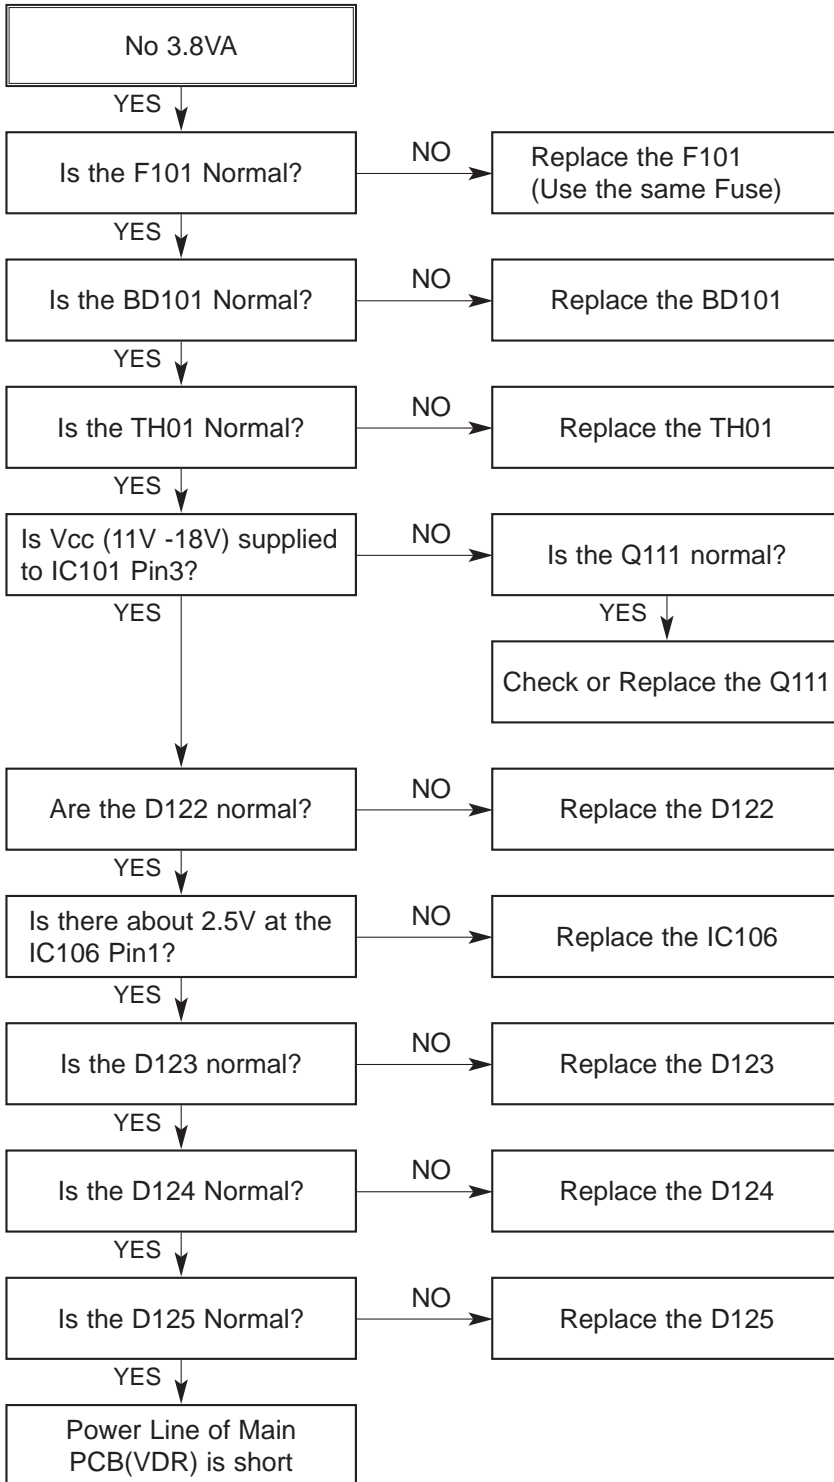 No 3.8VA
YES
Is the F101 Normal?
NO
Replace the F101
(Use the same Fuse)
YES
Is the BD101 Normal?
NO
Replace the BD101
YES
Is the TH01 Normal?
NO
Replace the TH01
YES
Is Vcc (11V -18V) supplied
to IC101 Pin3?
NO
Is the Q111 normal?
YES
YES
Check or Replace the Q111
Are the D122 normal?
NO
Replace the D122
YES
Is there about 2.5V at the
IC106 Pin1?
NO
Replace the IC106
YES
Is the D123 normal?
NO
Replace the D123
YES
Is the D124 Normal?
NO
Replace the D124
YES
Is the D125 Normal?
NO
Replace the D125
YES
Power Line of Main
PCB(VDR) is short